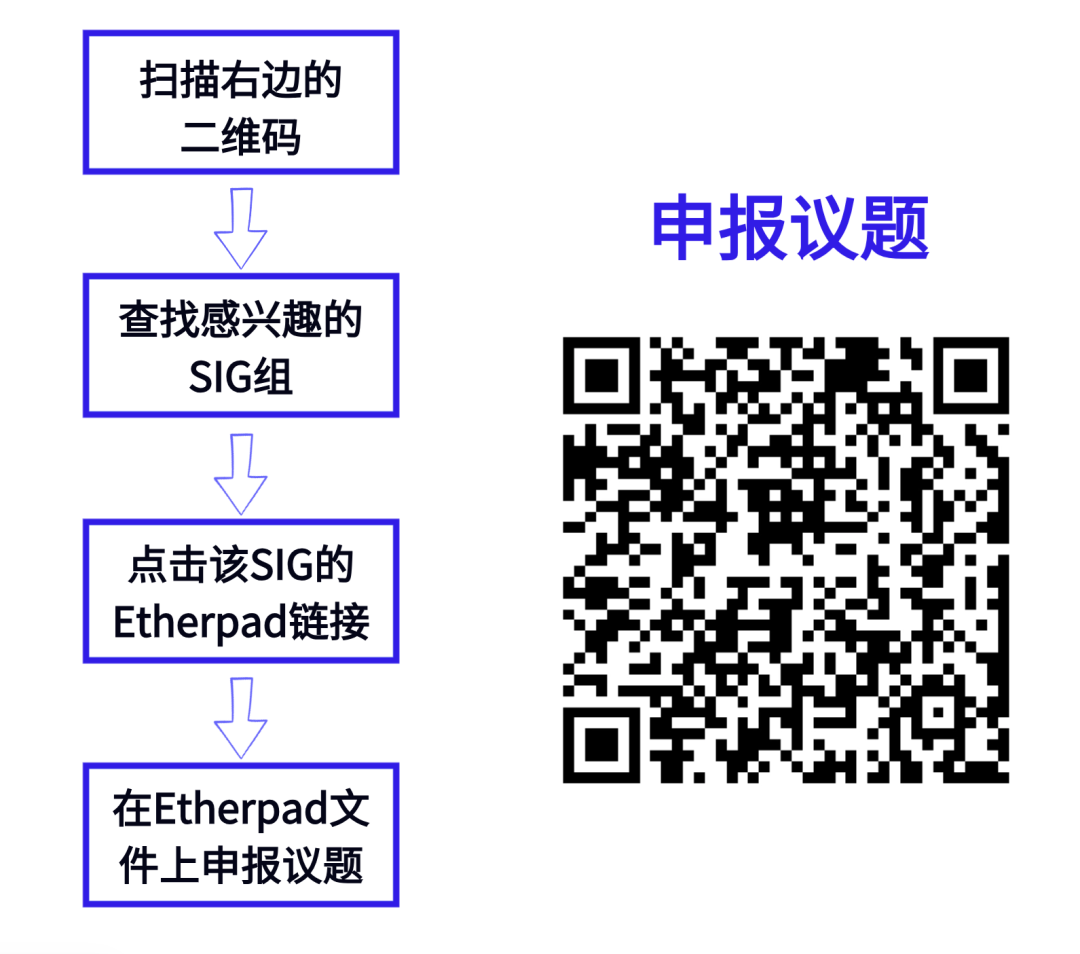 扫描右边的
二维码
查找感兴趣的
SIG组
点击该SIG的
Etherpad链接
在Etherpad文
件上申报议题
申报议题